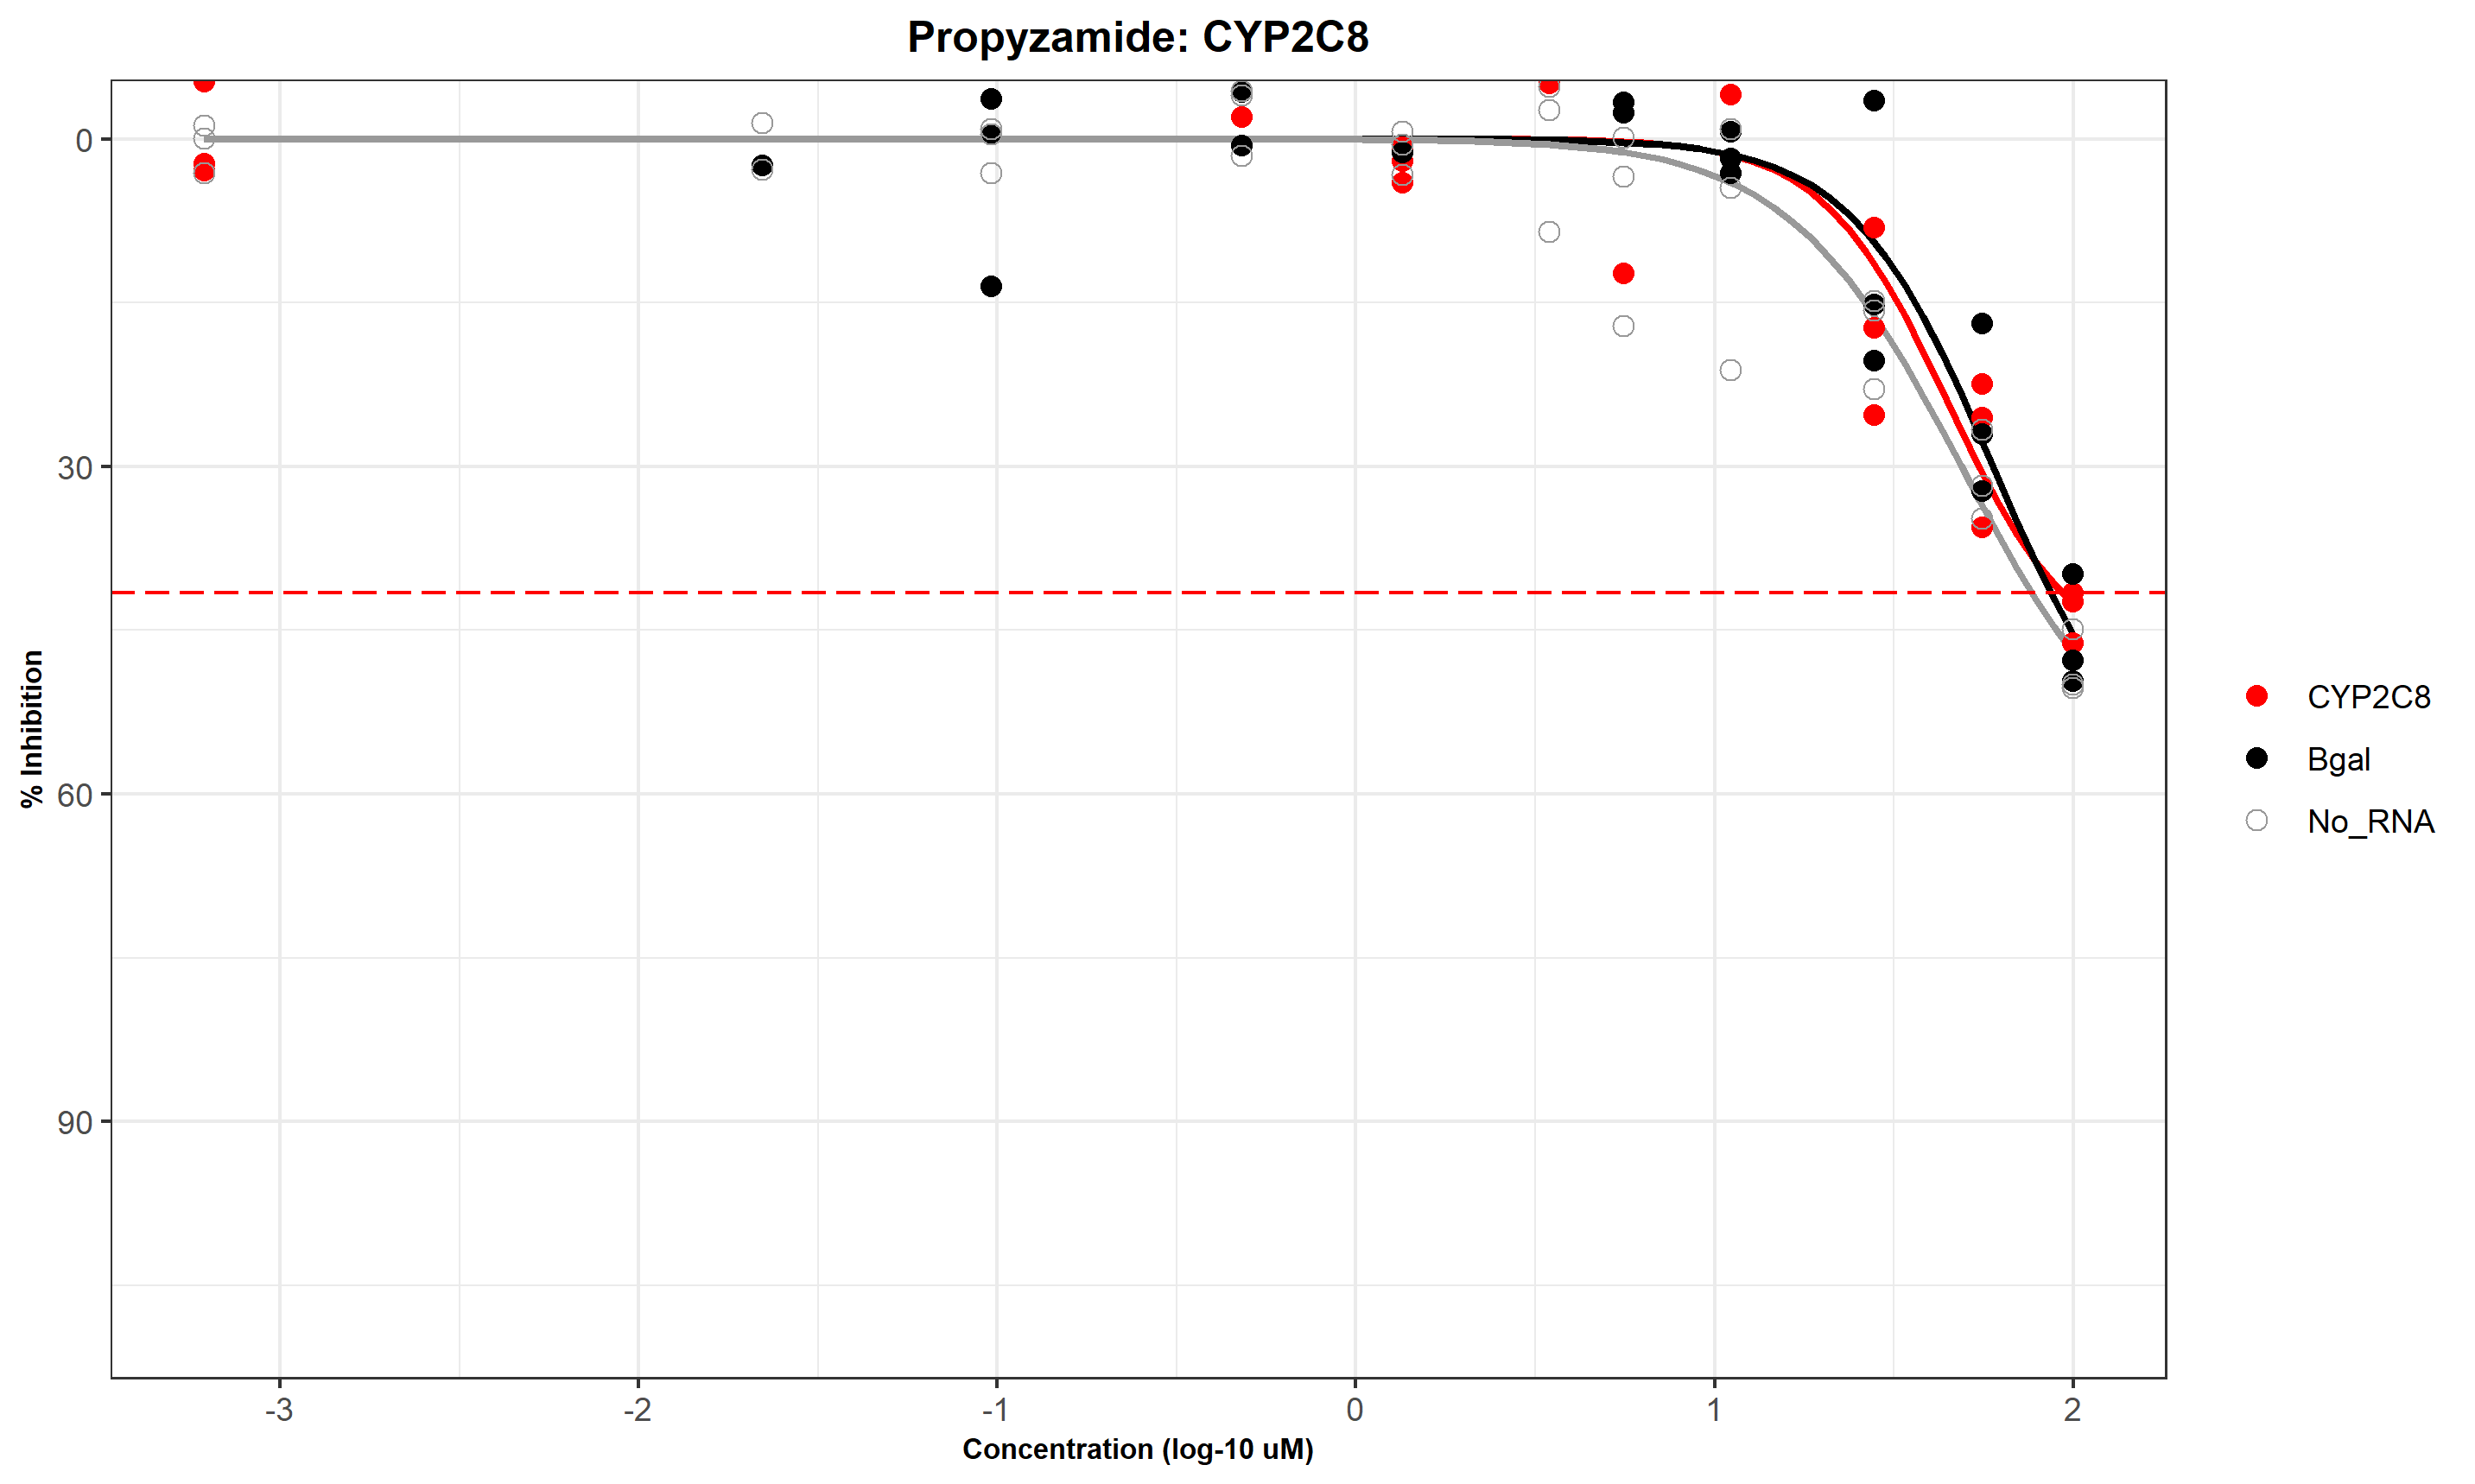 Propyzamide: CYP2C8
% Inhibition
0
30
60
90
-3
-2
-1
0
1
2
Concentration (log-10 uM)
CYP2C8
Bgal
No_RNA